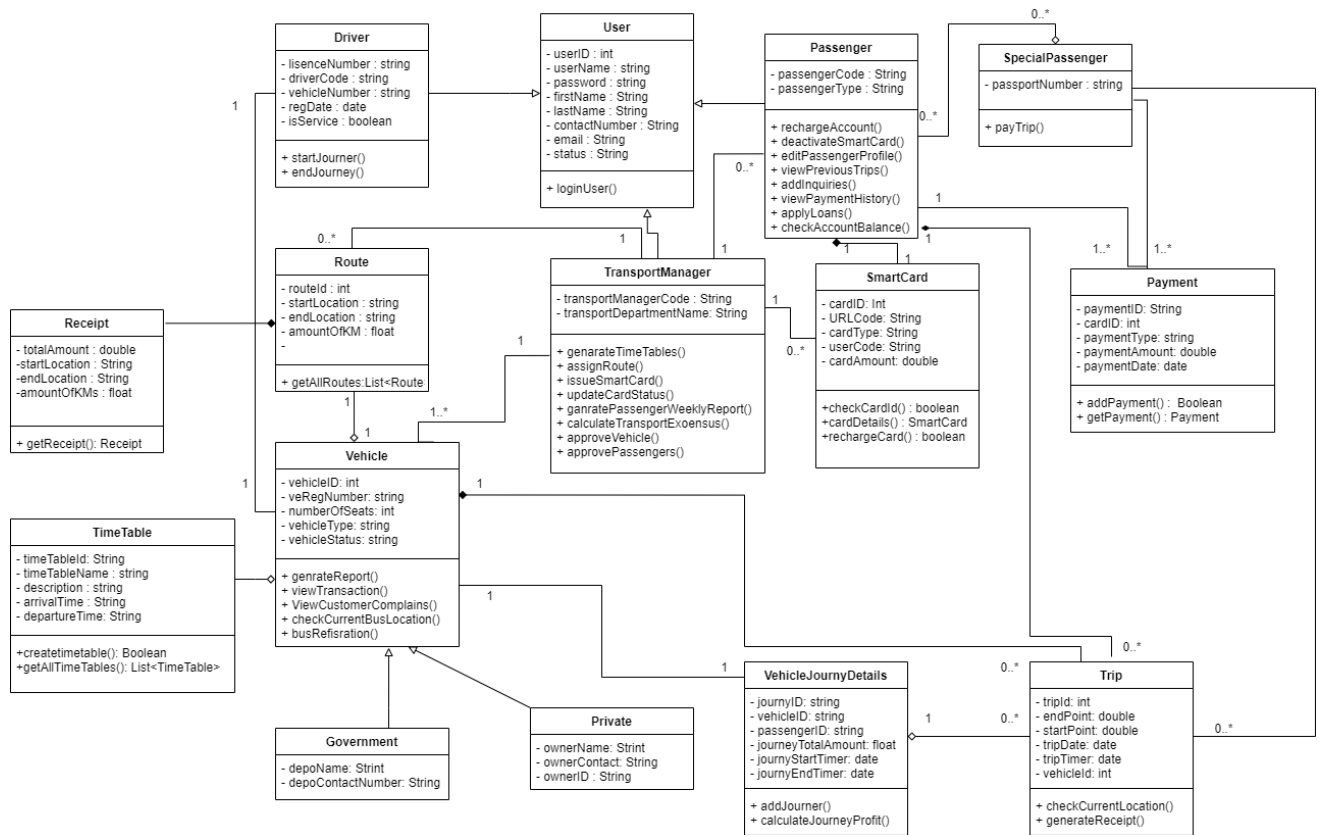 Driver
- lisenceNumber : string
- driverCode : string
- vehicleNumber : string
- regDate : date
- isService : boolean
+ startJourner()
+ endJourney()
User
- userID : int
- userName : string
- password : string
- firstName : String
- lastName : String
- contactNumber : String
- email : String
- status : String
+ loginUser()
Passenger
- passengerCode : String
- passengerType : String
+ rechargeAccount()
+ deactivateSmartCard()
+ editPassengerProfile()
+ viewPreviousTrips()
+ addInquiries()
+ viewPaymentHistory()
+ applyLoans()
+ checkAccountBalance()
0..*
0..*
SpecialPassenger
- passportNumber : string
+ payTrip()
1
0..*
1
1
1..*
1..*
1
1
1
0..*
1
Route
- routeId : int
- startLocation : string
- endLocation : string
- amountOfKM : float
-
+ getAllRoutes:List<Route
TransportManager
- transportManagerCode : String
- transportDepartmentName: String
+ genarateTimeTables()
+ assignRoute()
+ issueSmartCard()
+ updateCardStatus()
+ ganratePassengerWeeklyReport()
+ calculateTransportExoensus()
+ approveVehicle()
+ approvePassengers()
1
0..*
SmartCard
- cardID: Int
- URLCode: String
- cardType: String
- userCode: String
- cardAmount: double
+checkCardId() : boolean
+cardDetails() : SmartCard
+rechargeCard() : boolean
Payment
- paymentID: String
- cardID: int
- paymentType: string
- paymentAmount: double
- paymentDate: date
+ addPayment() : Boolean
+ getPayment() : Payment
Receipt
- totalAmount : double
-startLocation : String
-endLocation : String
-amountOfKMs : float
+ getReceipt(): Receipt
1
1..*
1
1
1
Vehicle
- vehicleID: int
- veRegNumber: string
- numberOfSeats: int
- vehicleType: string
- vehicleStatus: string
+ genrateReport()
+ viewTransaction()
+ ViewCustomerComplains()
+ checkCurrentBusLocation()
+ busRefisration()
1
1
TimeTable
- timeTableId: String
- timeTableName : string
- description : string
- arrivalTime : String
- departureTime: String
+createtimetable(): Boolean
+getAllTimeTables(): List<TimeTable>
Government
- depoName: Strint
- depoContactNumber: String
Private
- ownerName: Strint
- ownerContact: String
- ownerID : String
1
VehicleJournyDetails
- journyID: string
- vehicleID: string
- passengerID: string
- journeyTotalAmount: float
- journyStartTimer: date
- journyEndTimer: date
+ addJourner()
+ calculateJourneyProfit()
0..*
0..*
1
0..*
Trip
- tripId: int
- endPoint: double
- startPoint: double
- tripDate: date
- tripTimer: date
- vehicleId: int
+ checkCurrentLocation()
+ generateReceipt()
0..*